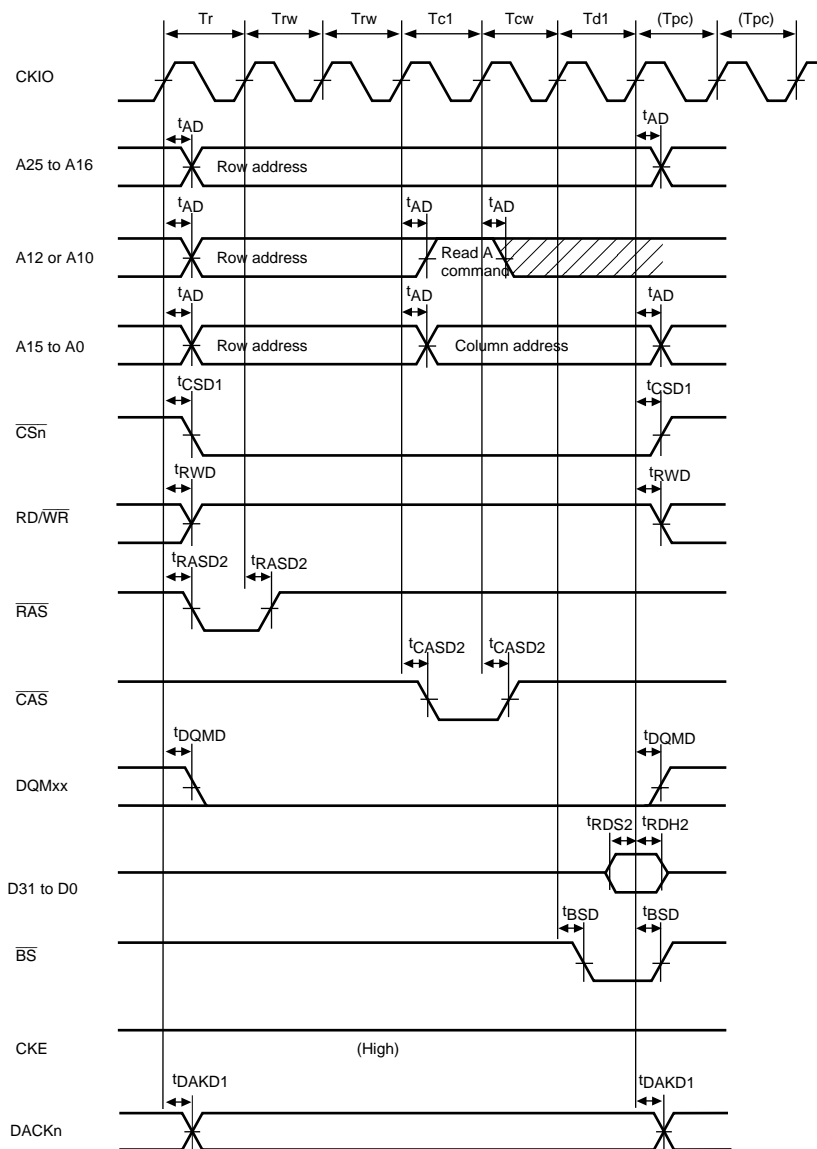 Tr Trw Trw Tc1 Tcw Td1 (Tpc) (Tpc)
CKIO
tAD tAD
A25 to A16 Row address
tAD tAD tAD
A12 or A10 Row address Read A
command
tAD tAD tAD
A15 to A0 Row address Column address
tCSD1 tCSD1
CSn
tRWD tRWD
RD/WR
tRASD2 tRASD2
RAS
tCASD2 tCASD2
CAS
tDQMD tDQMD
DQMxx
tRDS2 tRDH2
D31 to D0
tBSD tBSD
BS
CKE (High)
tDAKD1 tDAKD1
DACKn